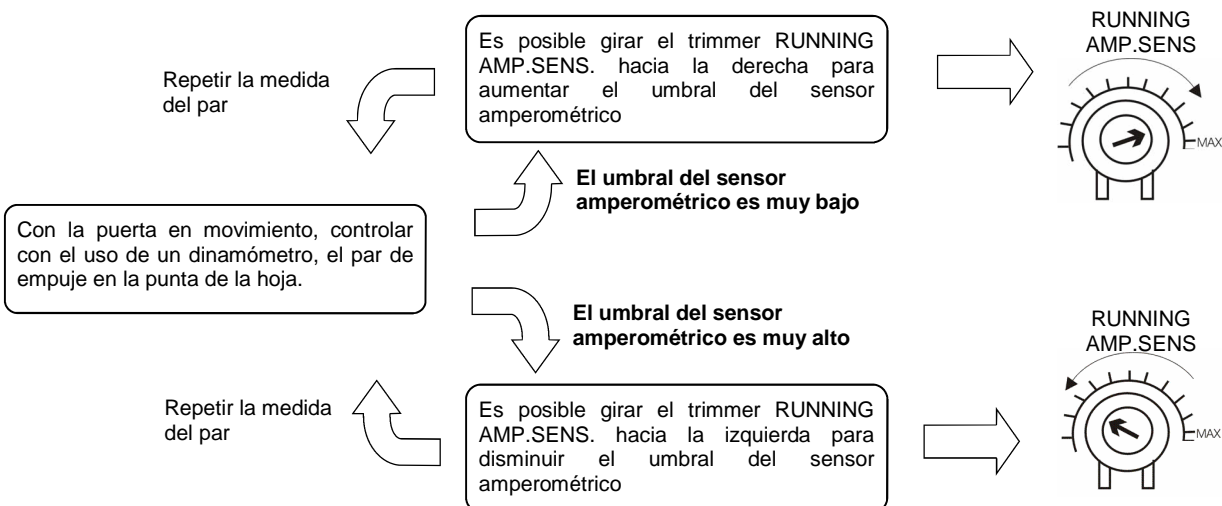 RUNNING
AMP.SENS
Es posible girar el trimmer RUNNING
AMP.SENS. hacia la derecha para
aumentar el umbral del sensor
amperométrico
Repetir la medida
del par
MAX
El umbral del sensor
amperométrico es muy bajo
Con la puerta en movimiento, controlar
con el uso de un dinamómetro, el par de
empuje en la punta de la hoja.
El umbral del sensor
amperométrico es muy alto
RUNNING
AMP.SENS
Repetir la medida
del par
Es posible girar el trimmer RUNNING
AMP.SENS. hacia la izquierda para
disminuir el umbral del sensor
amperométrico
MAX